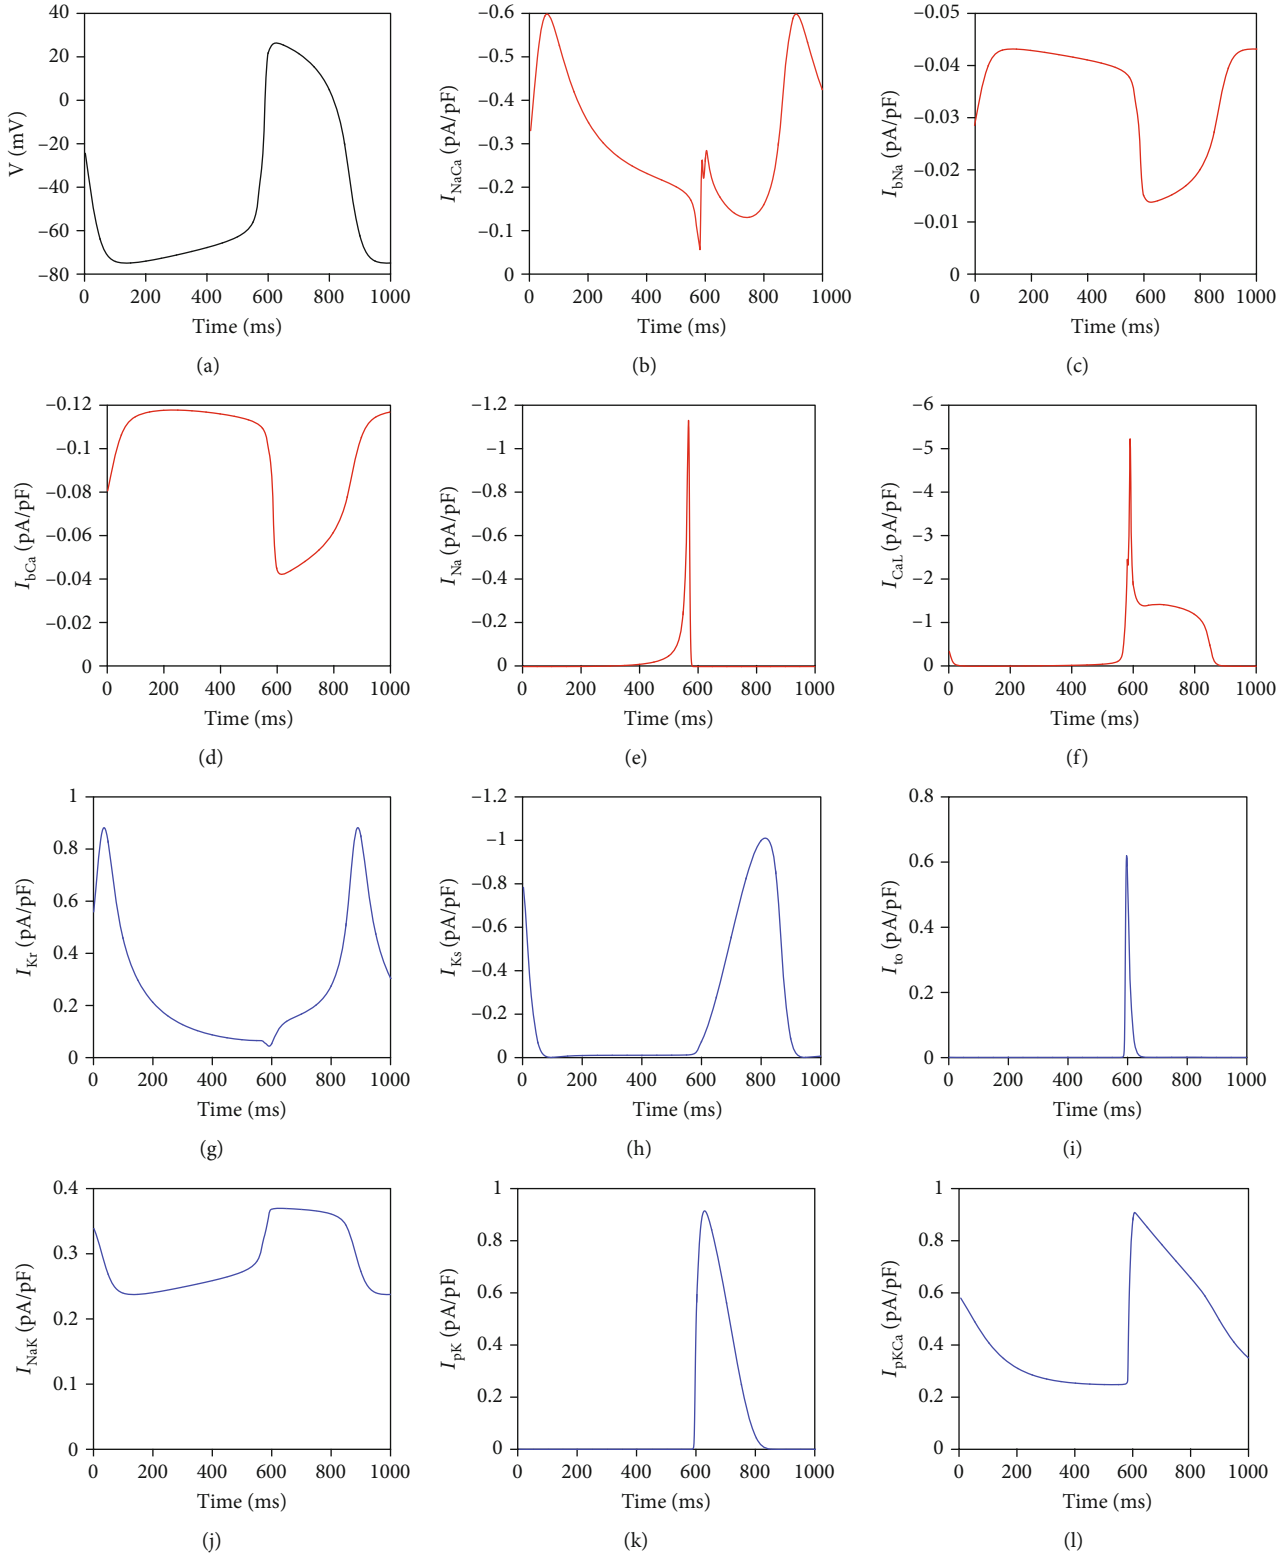 40
20
0
–20
–40
–60
–80
V (mV)
0 200 400 600 800 1000
Time (ms)
(a)
–0.6
–0.5
–0.4
–0.3
–0.2
–0.1
0
I_NaCa (pA/pF)
0 200 400 600 800 1000
Time (ms)
(b)
–0.05
–0.04
–0.03
–0.02
–0.01
0
I_bNa (pA/pF)
0 200 400 600 800 1000
Time (ms)
(c)
–0.12
–0.1
–0.08
–0.06
–0.04
–0.02
0
I_bCa (pA/pF)
0 200 400 600 800 1000
Time (ms)
(d)
–1.2
–1
–0.8
–0.6
–0.4
–0.2
0
I_Na (pA/pF)
0 200 400 600 800 1000
Time (ms)
(e)
–6
–5
–4
–3
–2
–1
0
I_CaL (pA/pF)
0 200 400 600 800 1000
Time (ms)
(f)
1
0.8
0.6
0.4
0.2
0
I_Kr (pA/pF)
0 200 400 600 800 1000
Time (ms)
(g)
–1.2
–1
–0.8
–0.6
–0.4
–0.2
0
I_Ks (pA/pF)
0 200 400 600 800 1000
Time (ms)
(h)
0.8
0.6
0.4
0.2
0
I_to (pA/pF)
0 200 400 600 800 1000
Time (ms)
(i)
0.4
0.3
0.2
0.1
0
I_NaK (pA/pF)
0 200 400 600 800 1000
Time (ms)
(j)
1
0.8
0.6
0.4
0.2
0
I_pK (pA/pF)
0 200 400 600 800 1000
Time (ms)
(k)
1
0.8
0.6
0.4
0.2
0
I_pKCa (pA/pF)
0 200 400 600 800 1000
Time (ms)
(l)